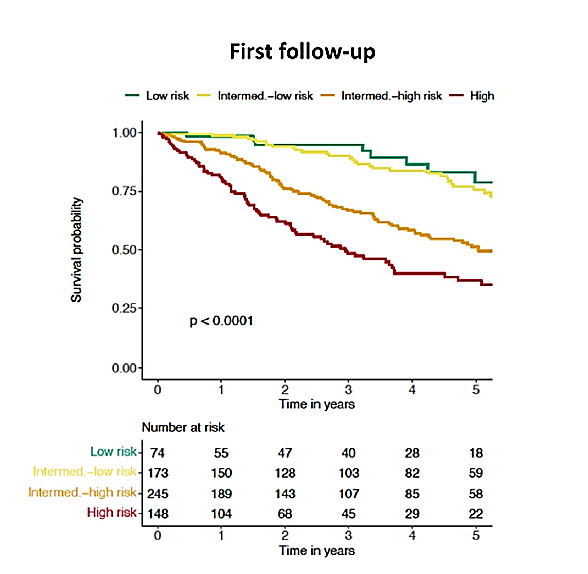 First follow-up
Low risk Intermed.-low risk Intermed.-high risk High
1.00
0.75
0.50
0.25
0.00
Survival probability
p < 0.0001
0 1 2 3 4 5
Time in years
Number at risk
Low risk 74 55 47 40 28 18
Intermed.-low risk 173 150 128 103 82 59
Intermed.-high risk 245 189 143 107 85 58
High risk 148 104 68 45 29 22
0 1 2 3 4 5
Time in years